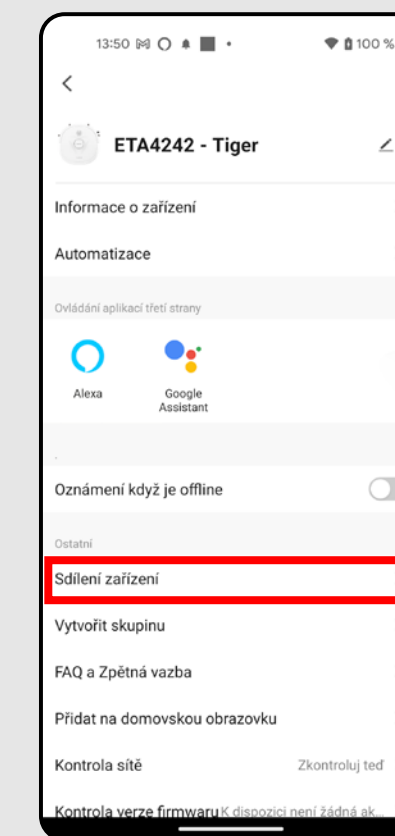 13:50
100 %
ETA4242 - Tiger
Informace o zařízení
Automatizace
Ovládání aplikací třetí strany
Alexa
Google
Assistant
.
Oznámení když je offline
Ostatní
Sdílení zařízení
Vytvořit skupinu
FAQ a Zpětná vazba
Přidat na domovskou obrazovku
Kontrola sítě Zkontroluj teď
Kontrola verze firmwaru K dispozici není žádná ak...